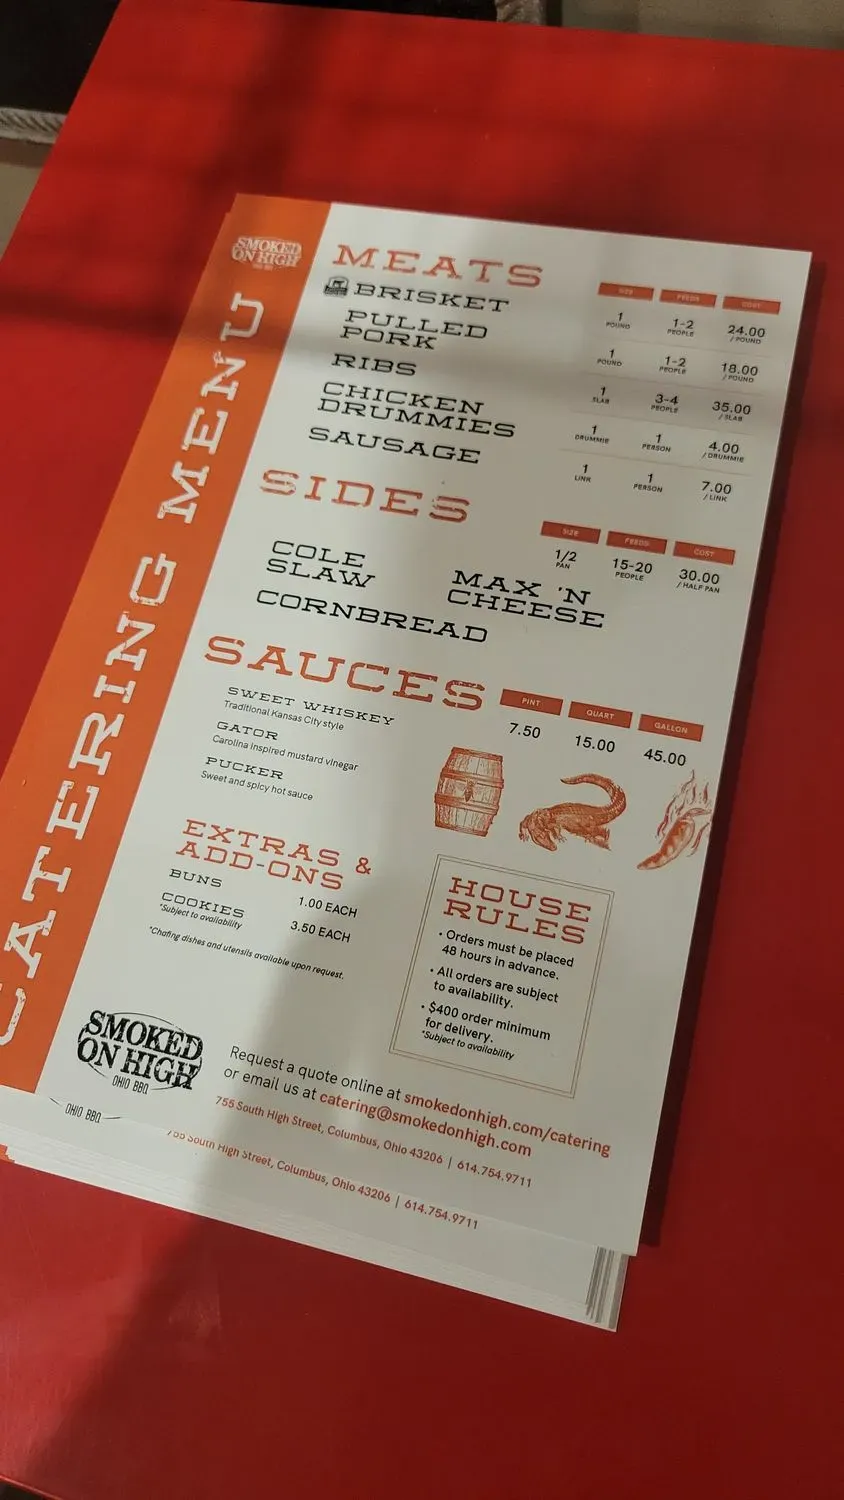 SMOKED
ON HIGH
CATERING MENU
MEATS
SIZE FEEDS COST
BRISKET
1 POUND 1-2 PEOPLE 24.00 / POUND
PULLED
PORK
1 POUND 1-2 PEOPLE 18.00 / POUND
RIBS
1 SLAB 3-4 PEOPLE 35.00 / SLAB
CHICKEN
DRUMMIES
1 DRUMMIE 1 PERSON 4.00 / DRUMMIE
SAUSAGE
1 LINK 1 PERSON 7.00 / LINK
SIDES
SIZE FEEDS COST
1/2 PAN 15-20 PEOPLE 30.00 / HALF PAN
COLE
SLAW
MAX 'N
CHEESE
CORNBREAD
SAUCES
PINT QUART GALLON
7.50 15.00 45.00
SWEET WHISKEY
Traditional Kansas City style
GATOR
Carolina inspired mustard vinegar
PUCKER
Sweet and spicy hot sauce
EXTRAS &
ADD-ONS
BUNS 1.00 EACH
COOKIES 3.50 EACH
*Subject to availability
*Chafing dishes and utensils available upon request.
HOUSE
RULES
• Orders must be placed
48 hours in advance.
• All orders are subject
to availability.
• $400 order minimum
for delivery.
*Subject to availability
SMOKED
ON HIGH
OHIO BBQ
Request a quote online at smokedonhigh.com/catering
or email us at catering@smokedonhigh.com
755 South High Street, Columbus, Ohio 43206 | 614.754.9711
OHIO BBQ
755 South High Street, Columbus, Ohio 43206 | 614.754.9711